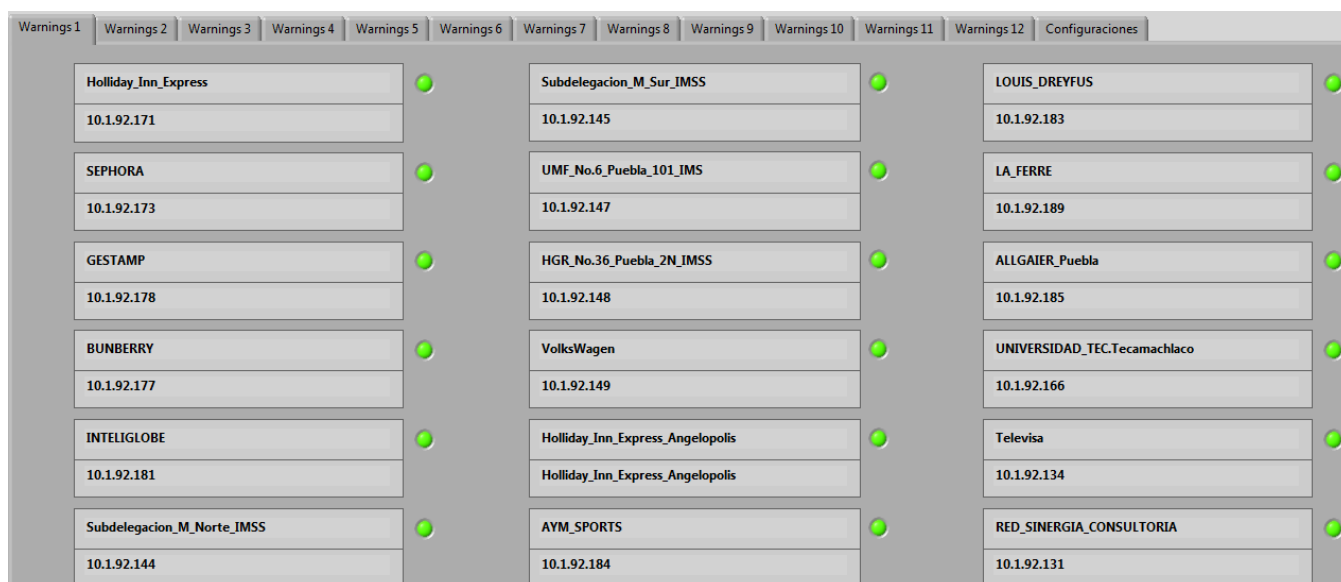 Warnings 1 Warnings 2 Warnings 3 Warnings 4 Warnings 5 Warnings 6 Warnings 7 Warnings 8 Warnings 9 Warnings 10 Warnings 11 Warnings 12 Configuraciones
Holliday_Inn_Express
10.1.92.171
SEPHORA
10.1.92.173
GESTAMP
10.1.92.178
BUNBERRY
10.1.92.177
INTELIGLOBE
10.1.92.181
Subdelegacion_M_Norte_IMSS
10.1.92.144
Subdelegacion_M_Sur_IMSS
10.1.92.145
UMF_No.6_Puebla_101_IMS
10.1.92.147
HGR_No.36_Puebla_2N_IMSS
10.1.92.148
VolksWagen
10.1.92.149
Holliday_Inn_Express_Angelopolis
Holliday_Inn_Express_Angelopolis
AYM_SPORTS
10.1.92.184
LOUIS_DREYFUS
10.1.92.183
LA_FERRE
10.1.92.189
ALLGAIER_Puebla
10.1.92.185
UNIVERSIDAD_TEC.Tecamachlaco
10.1.92.166
Televisa
10.1.92.134
RED_SINERGIA_CONSULTORIA
10.1.92.131